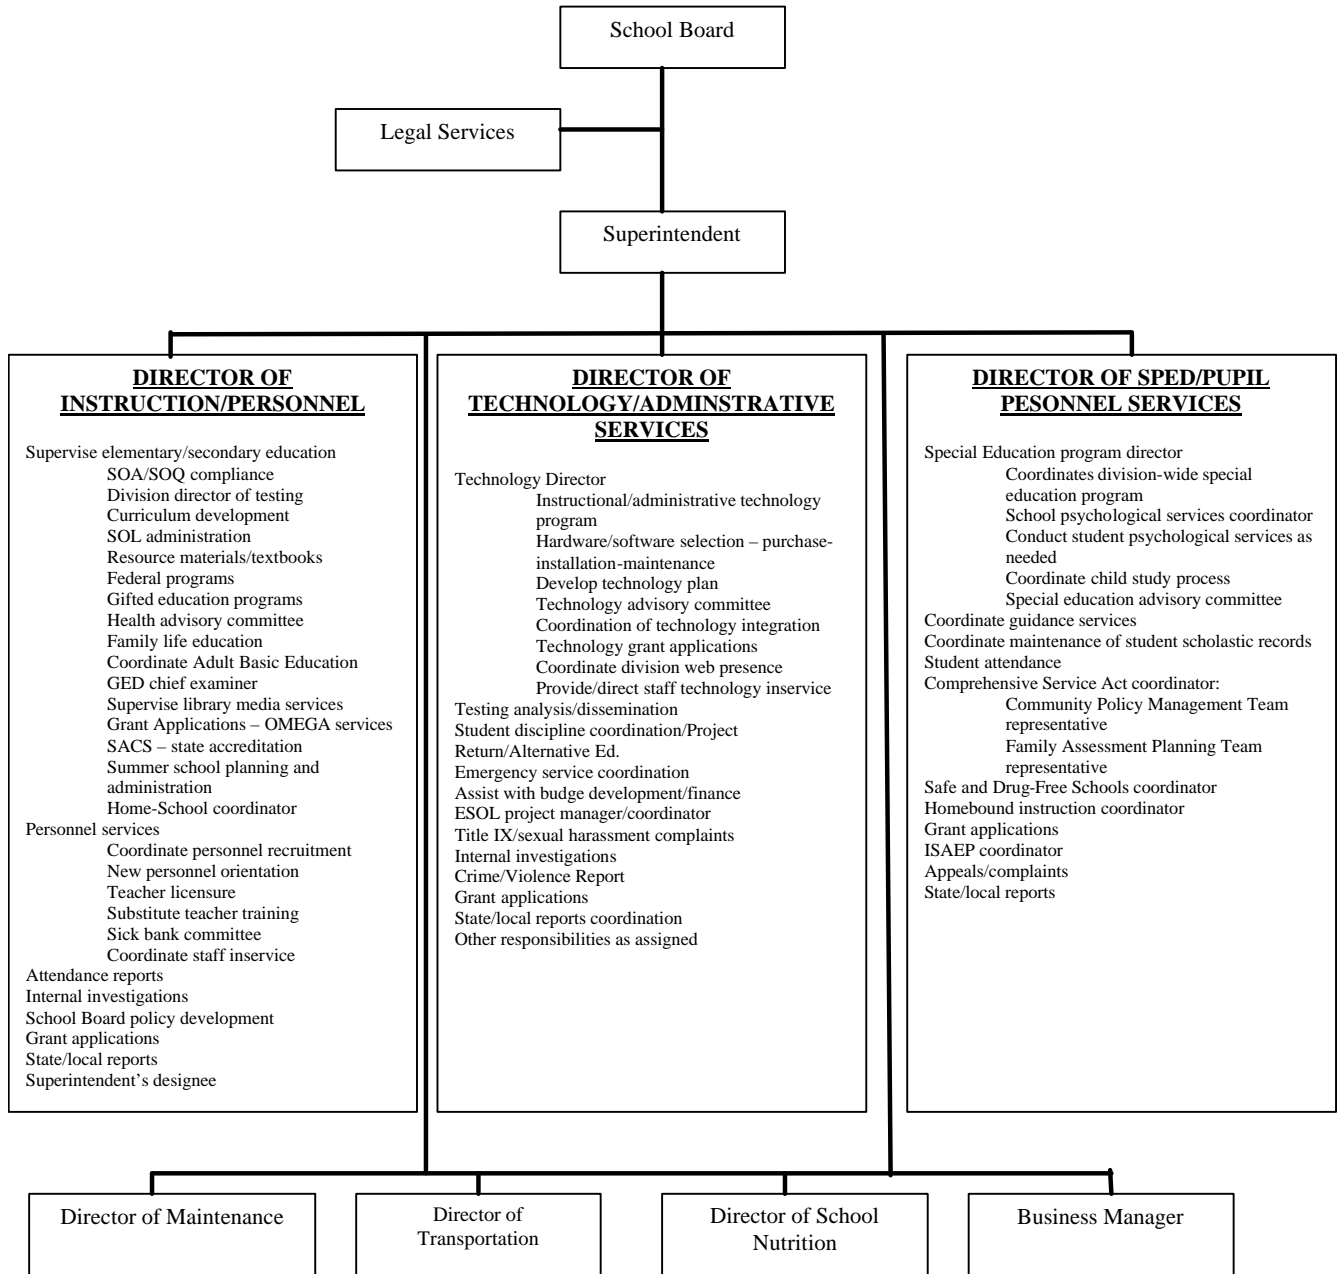 School Board
Legal Services
Superintendent
DIRECTOR OF
INSTRUCTION/PERSONNEL
Supervise elementary/secondary education
SOA/SOQ compliance
Division director of testing
Curriculum development
SOL administration
Resource materials/textbooks
Federal programs
Gifted education programs
Health advisory committee
Family life education
Coordinate Adult Basic Education
GED chief examiner
Supervise library media services
Grant Applications – OMEGA services
SACS – state accreditation
Summer school planning and
administration
Home-School coordinator
Personnel services
Coordinate personnel recruitment
New personnel orientation
Teacher licensure
Substitute teacher training
Sick bank committee
Coordinate staff inservice
Attendance reports
Internal investigations
School Board policy development
Grant applications
State/local reports
Superintendent’s designee
DIRECTOR OF
TECHNOLOGY/ADMINSTRATIVE
SERVICES
Technology Director
Instructional/administrative technology
program
Hardware/software selection – purchase-
installation-maintenance
Develop technology plan
Technology advisory committee
Coordination of technology integration
Technology grant applications
Coordinate division web presence
Provide/direct staff technology inservice
Testing analysis/dissemination
Student discipline coordination/Project
Return/Alternative Ed.
Emergency service coordination
Assist with budge development/finance
ESOL project manager/coordinator
Title IX/sexual harassment complaints
Internal investigations
Crime/Violence Report
Grant applications
State/local reports coordination
Other responsibilities as assigned
DIRECTOR OF SPED/PUPIL
PESONNEL SERVICES
Special Education program director
Coordinates division-wide special
education program
School psychological services coordinator
Conduct student psychological services as
needed
Coordinate child study process
Special education advisory committee
Coordinate guidance services
Coordinate maintenance of student scholastic records
Student attendance
Comprehensive Service Act coordinator:
Community Policy Management Team
representative
Family Assessment Planning Team
representative
Safe and Drug-Free Schools coordinator
Homebound instruction coordinator
Grant applications
ISAEP coordinator
Appeals/complaints
State/local reports
Director of Maintenance
Director of
Transportation
Director of School
Nutrition
Business Manager